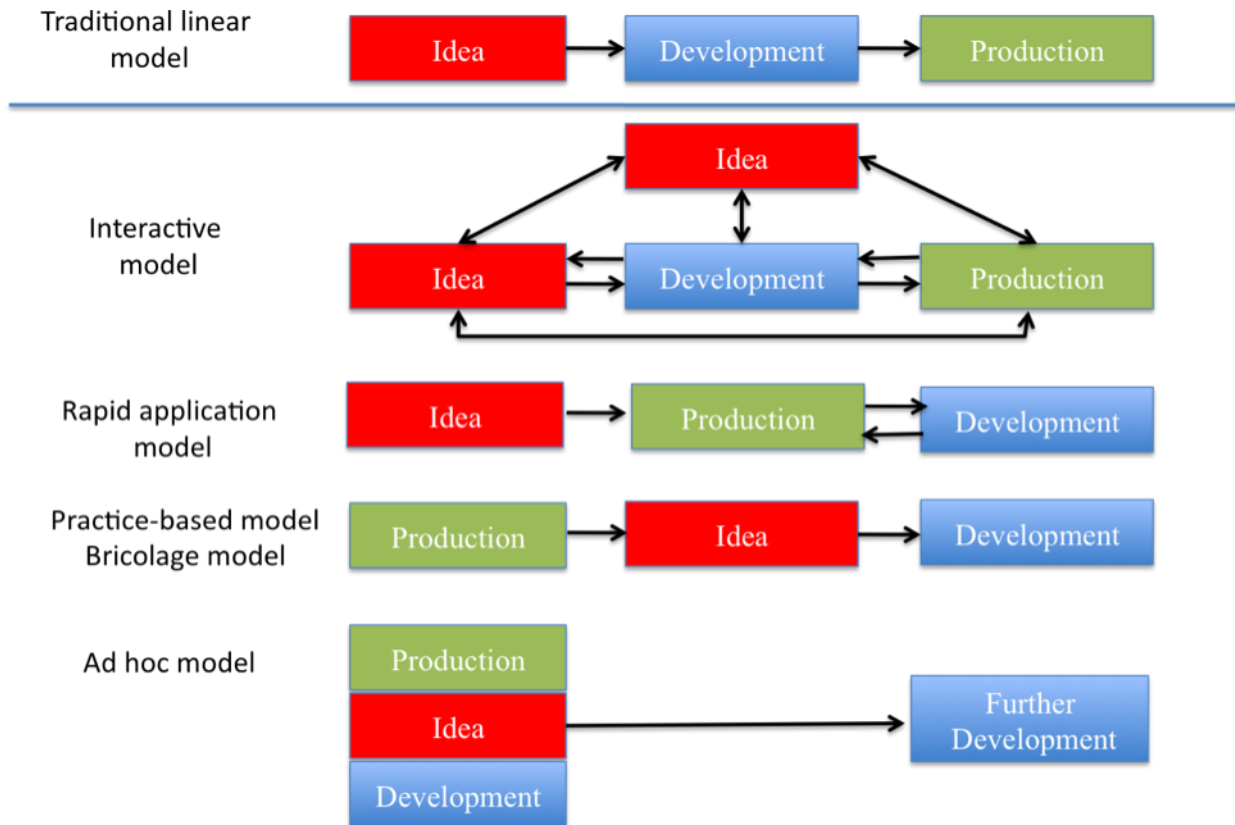 Traditional linear
model
Idea
Development
Production
Idea
Interactive
model
Idea
Development
Production
Rapid application
model
Idea
Production
Development
Practice-based model
Bricolage model
Production
Idea
Development
Ad hoc model
Production
Idea
Development
Further
Development